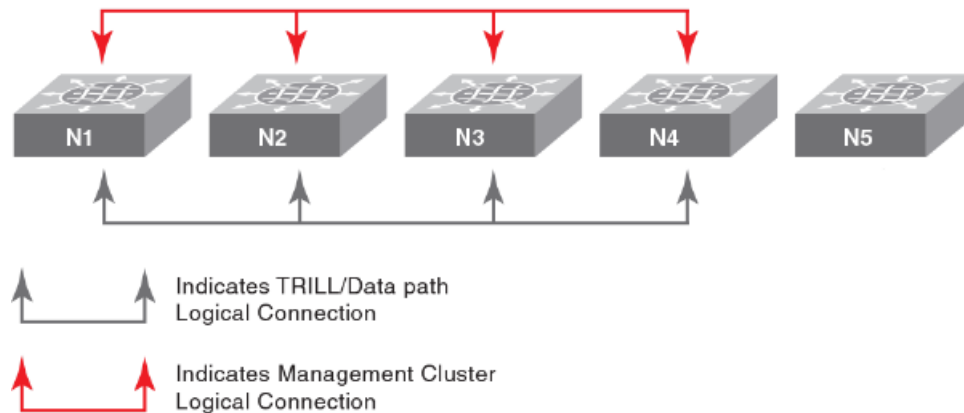 N1
N2
N3
N4
N5
Indicates TRILL/Data path
Logical Connection
Indicates Management Cluster
Logical Connection